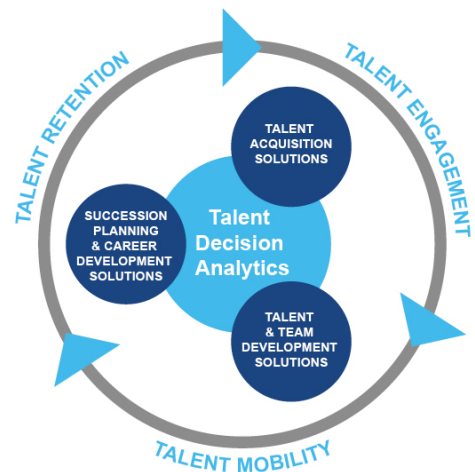 TALENT RETENTION
TALENT ENGAGEMENT
TALENT
ACQUISITION
SOLUTIONS
SUCCESSION
PLANNING
& CAREER
DEVELOPMENT
SOLUTIONS
Talent
Decision
Analytics
TALENT
& TEAM
DEVELOPMENT
SOLUTIONS
TALENT MOBILITY